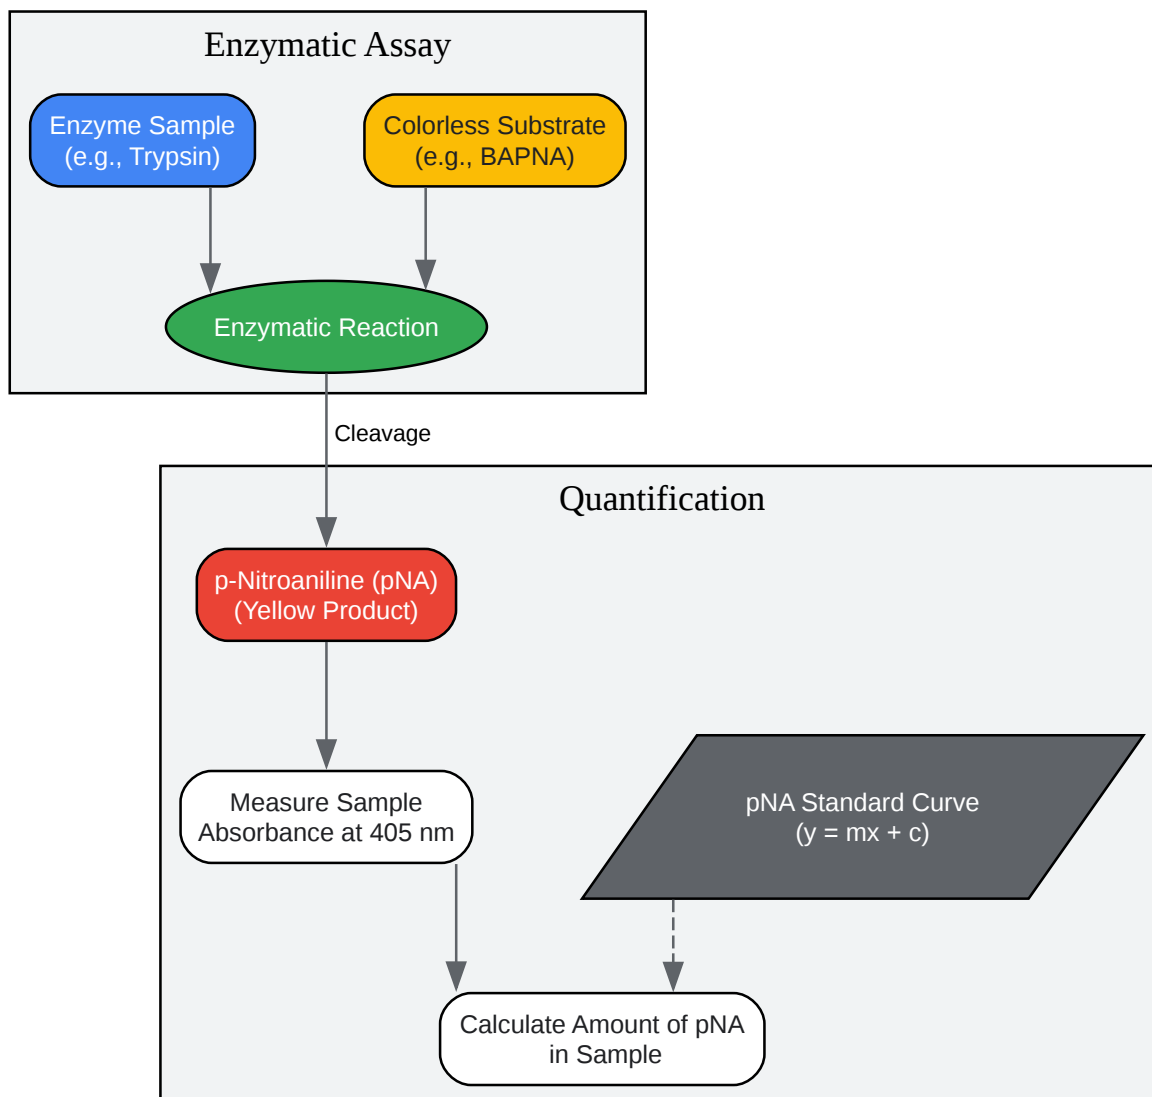 Enzymatic Assay
Enzyme Sample
(e.g., Trypsin)
Colorless Substrate
(e.g., BAPNA)
Enzymatic Reaction
Cleavage
Quantification
p-Nitroaniline (pNA)
(Yellow Product)
Measure Sample
Absorbance at 405 nm
pNA Standard Curve
(y = mx + c)
Calculate Amount of pNA
in Sample